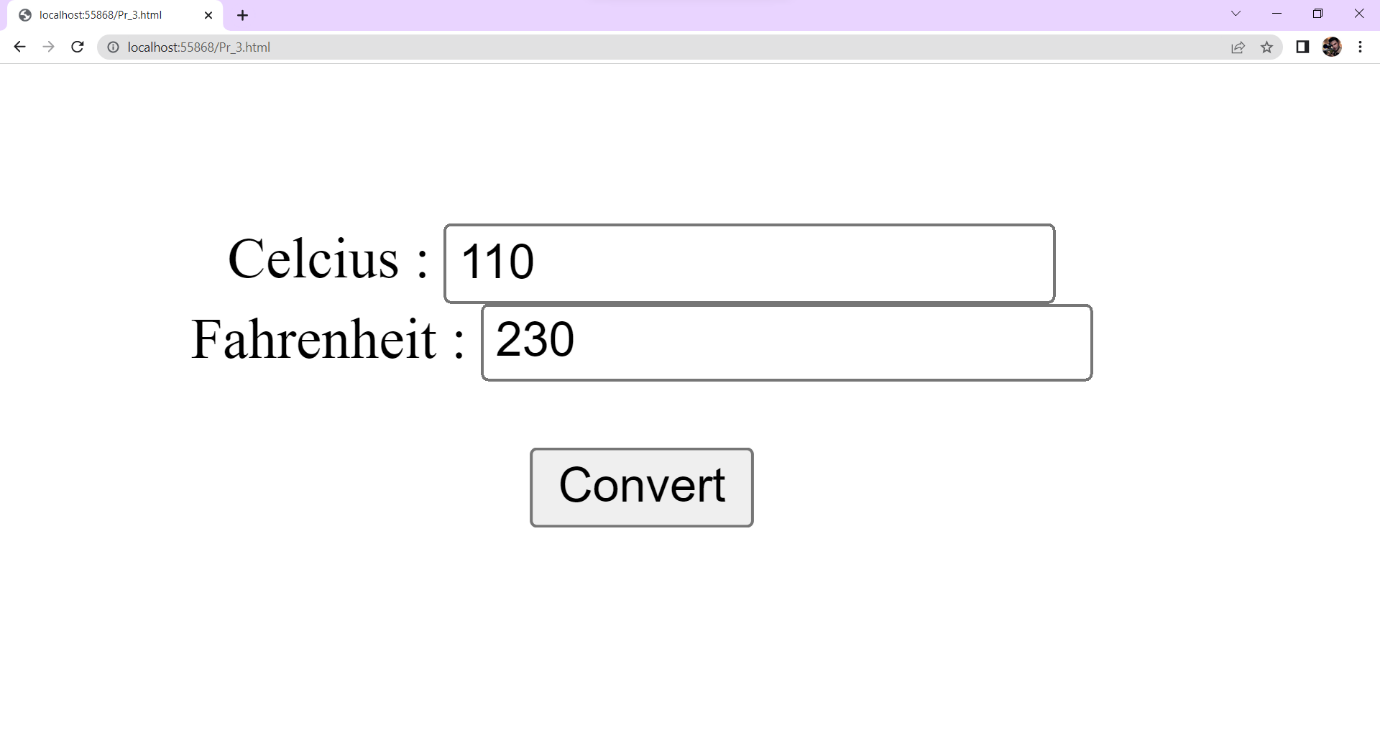 localhost:55868/Pr_3.html
localhost:55868/Pr_3.html
Celcius : 110
Fahrenheit : 230
Convert